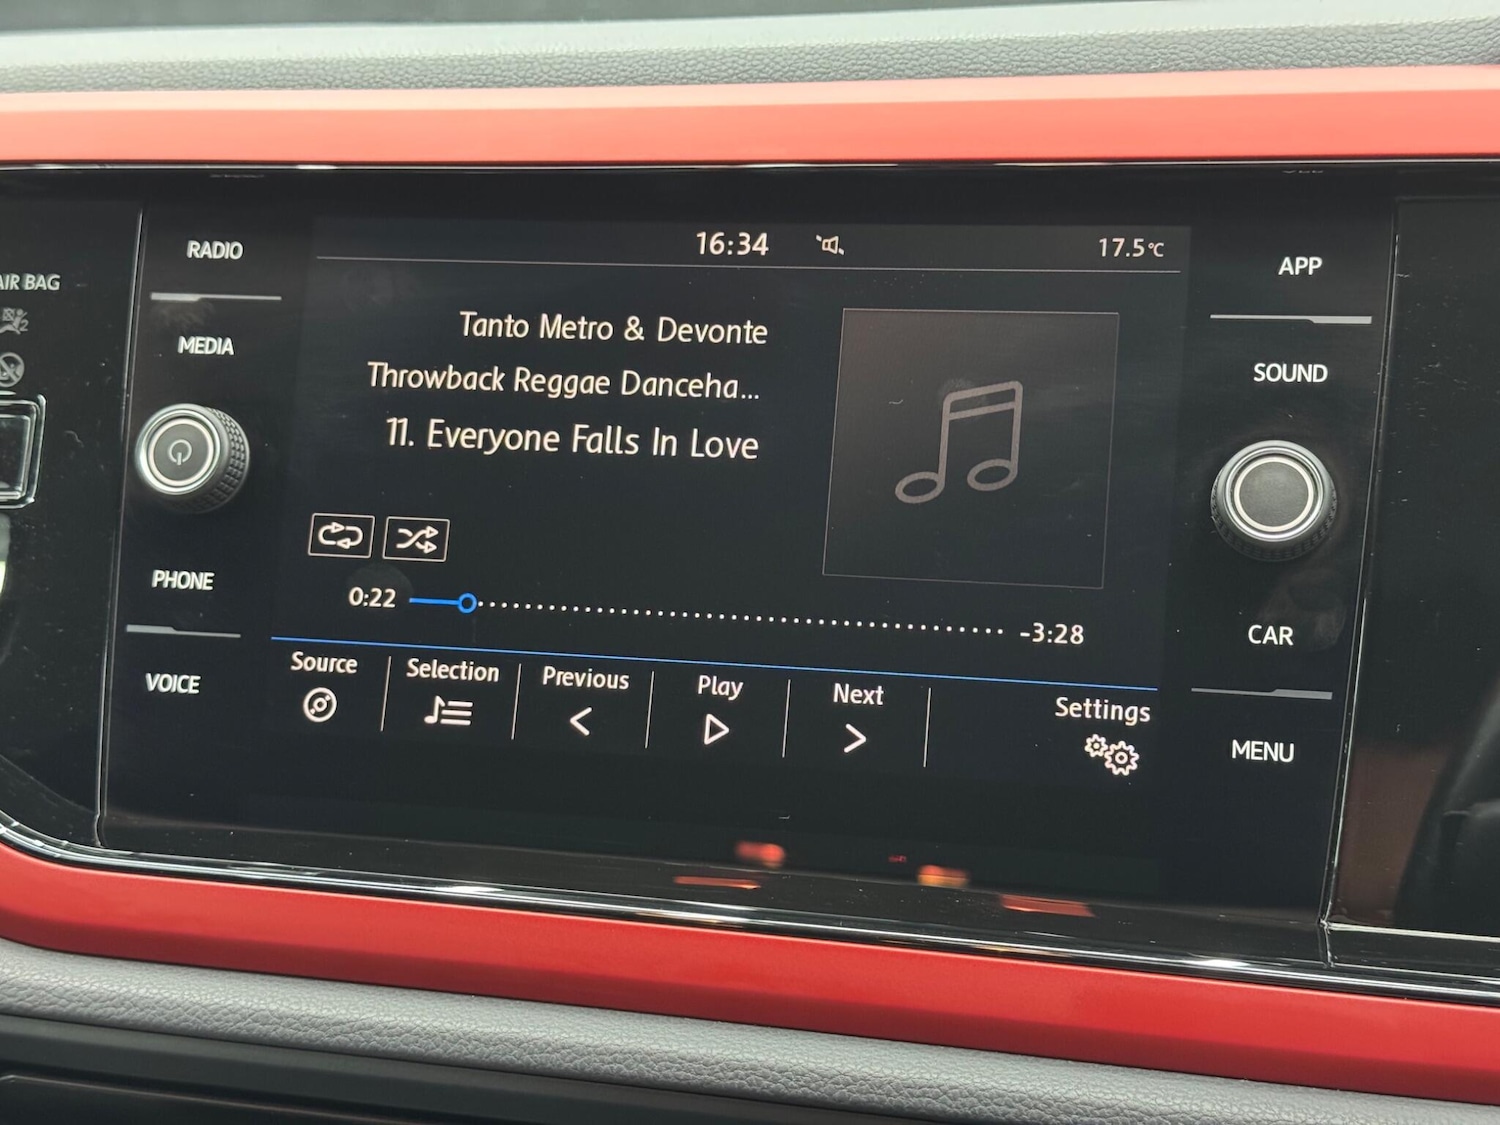 16:34
17.5°C
RADIO
MEDIA
PHONE
VOICE
AIR BAG
Tanto Metro & Devonte
Throwback Reggae Danceha...
11. Everyone Falls In Love
0:22
-3:28
Source
Selection
Previous
Play
Next
Settings
APP
SOUND
CAR
MENU